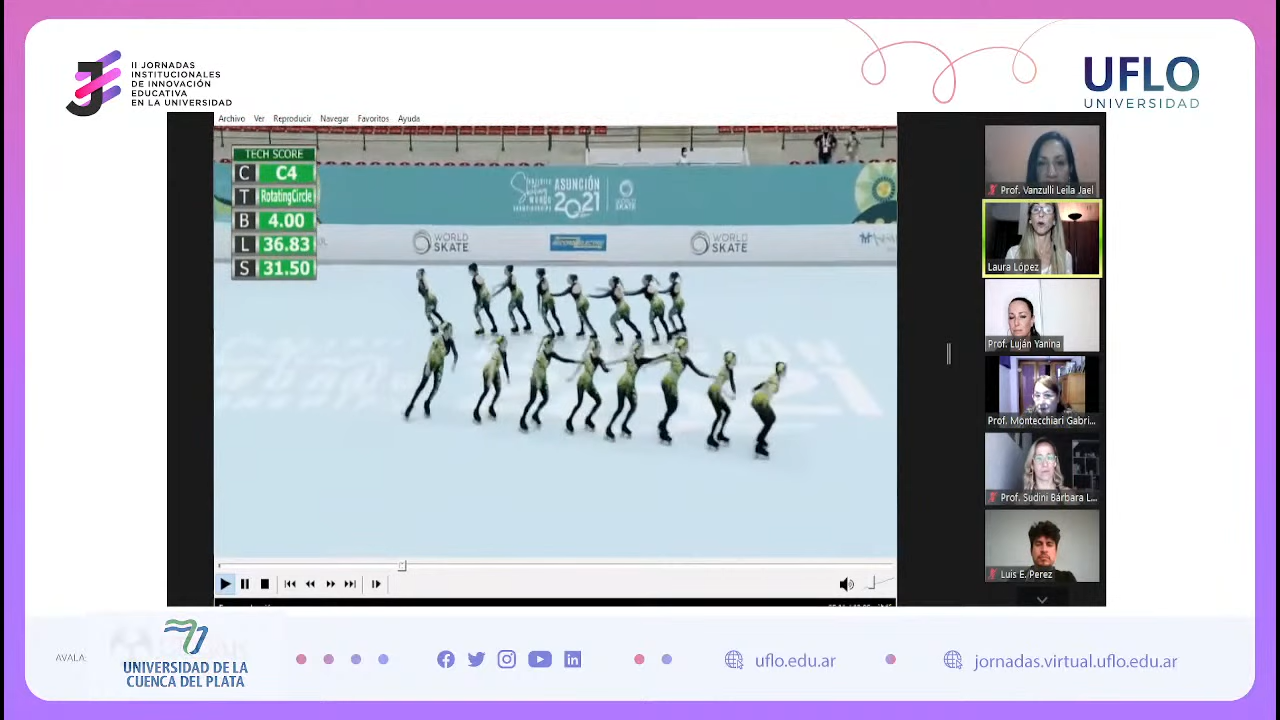 II JORNADAS
INSTITUCIONALES
DE INNOVACIÓN
EDUCATIVA
EN LA UNIVERSIDAD
UFLO
UNIVERSIDAD
Archivo Ver Reproducir Navegar Favoritos Ayuda
TECH SCORE
C C4
T RotatingCircle
B 4.00
L 36.83
S 31.50
ASUNCIÓN
2021
WORLD
SKATE
WORLD
SKATE
WORLD
SKATE
Prof. Vanzulli Leila Jael
Laura López
Prof. Luján Yanina
Prof. Montecchiari Gabri...
Prof. Sudini Bárbara L...
Luis E. Perez
AVALA:
UNIVERSIDAD DE LA
CUENCA DEL PLATA
uflo.edu.ar
jornadas.virtual.uflo.edu.ar